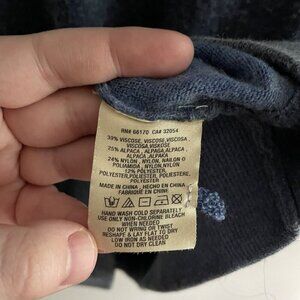 RN# 66170 CA# 32054
39% VISCOSE, VISCOSE, VISCOSA,
VISCOSA, VISKOSE
25% ALPACA, ALPAGA, ALPACA,
ALPACA, ALPAKA
24% NYLON, NYLON, NAILON O
POLIAMIDA, NYLON, NYLON
12% POLYESTER,
POLYESTER, POLIESTER, POLIESTERE,
POLYESTER
MADE IN CHINA, HECHO EN CHINA,
FABRIQUÉ EN CHINE
HAND WASH COLD SEPARATELY
USE ONLY NON-CHLORINE BLEACH
WHEN NEEDED
DO NOT WRING OR TWIST
RESHAPE & LAY FLAT TO DRY
LOW IRON AS NEEDED
DO NOT DRY CLEAN